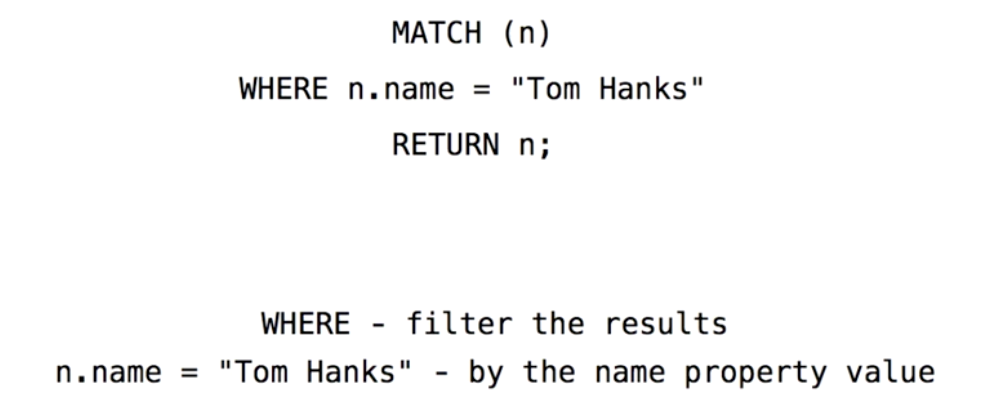 MATCH (n)
WHERE n.name = "Tom Hanks"
RETURN n;
WHERE - filter the results
n.name = "Tom Hanks" - by the name property value